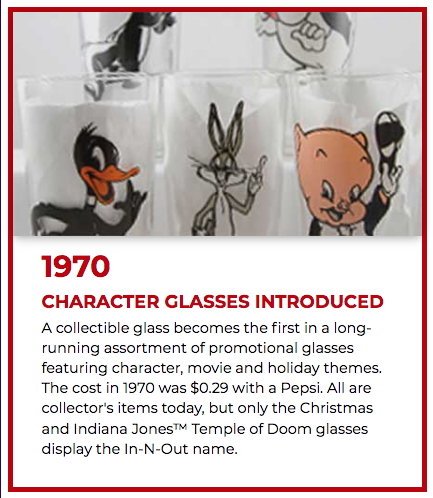 1970
CHARACTER GLASSES INTRODUCED
A collectible glass becomes the first in a long-
running assortment of promotional glasses
featuring character, movie and holiday themes.
The cost in 1970 was $0.29 with a Pepsi. All are
collector's items today, but only the Christmas
and Indiana Jones™ Temple of Doom glasses
display the In-N-Out name.